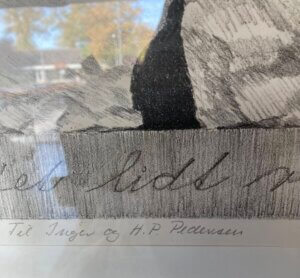 lidt
Til Inger og H.P. Pedersen